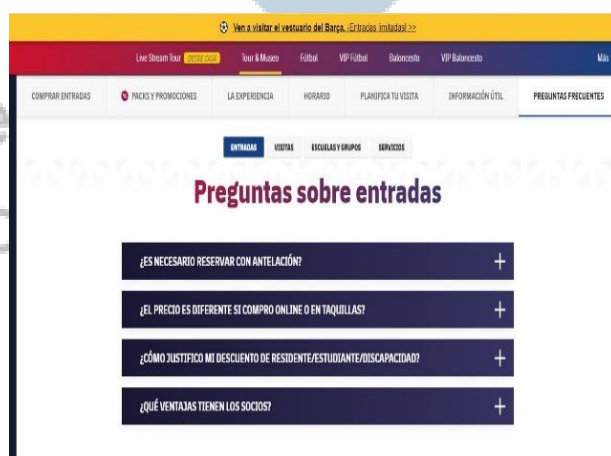 Ven a visitar el vestuario del Barça. ¡Entradas limitadas! >>
Live Stream Tour DESDE CASA Tour & Museo Fútbol VIP Fútbol Baloncesto VIP Baloncesto Más
COMPRAR ENTRADAS PACKS Y PROMOCIONES LA EXPERIENCIA HORARIO PLANIFICA TU VISITA INFORMACIÓN ÚTIL PREGUNTAS FRECUENTES
ENTRADAS VISITAS ESCUELAS Y GRUPOS SERVICIOS
Preguntas sobre entradas
¿ES NECESARIO RESERVAR CON ANTELACIÓN?
¿EL PRECIO ES DIFERENTE SI COMPRO ONLINE O EN TAQUILLAS?
¿CÓMO JUSTIFICO MI DESCUENTO DE RESIDENTE/ESTUDIANTE/DISCAPACIDAD?
¿QUÉ VENTAJAS TIENEN LOS SOCIOS?